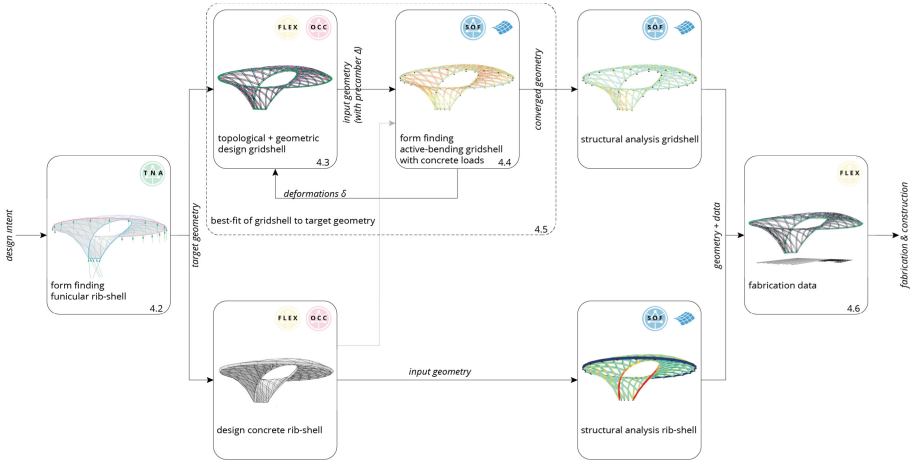 design intent
TNA
form finding
funicular rib-shell
4.2
target geometry
FLEX OCC
topological + geometric
design gridshell
4.3
input geometry
(with precamber Δ)
SOF
form finding
active-bending gridshell
with concrete loads
4.4
deformations δ
best-fit of gridshell to target geometry
4.5
converged geometry
SOF
structural analysis gridshell
FLEX OCC
design concrete rib-shell
input geometry
SOF
structural analysis rib-shell
geometry + data
FLEX
fabrication data
4.6
fabrication & construction